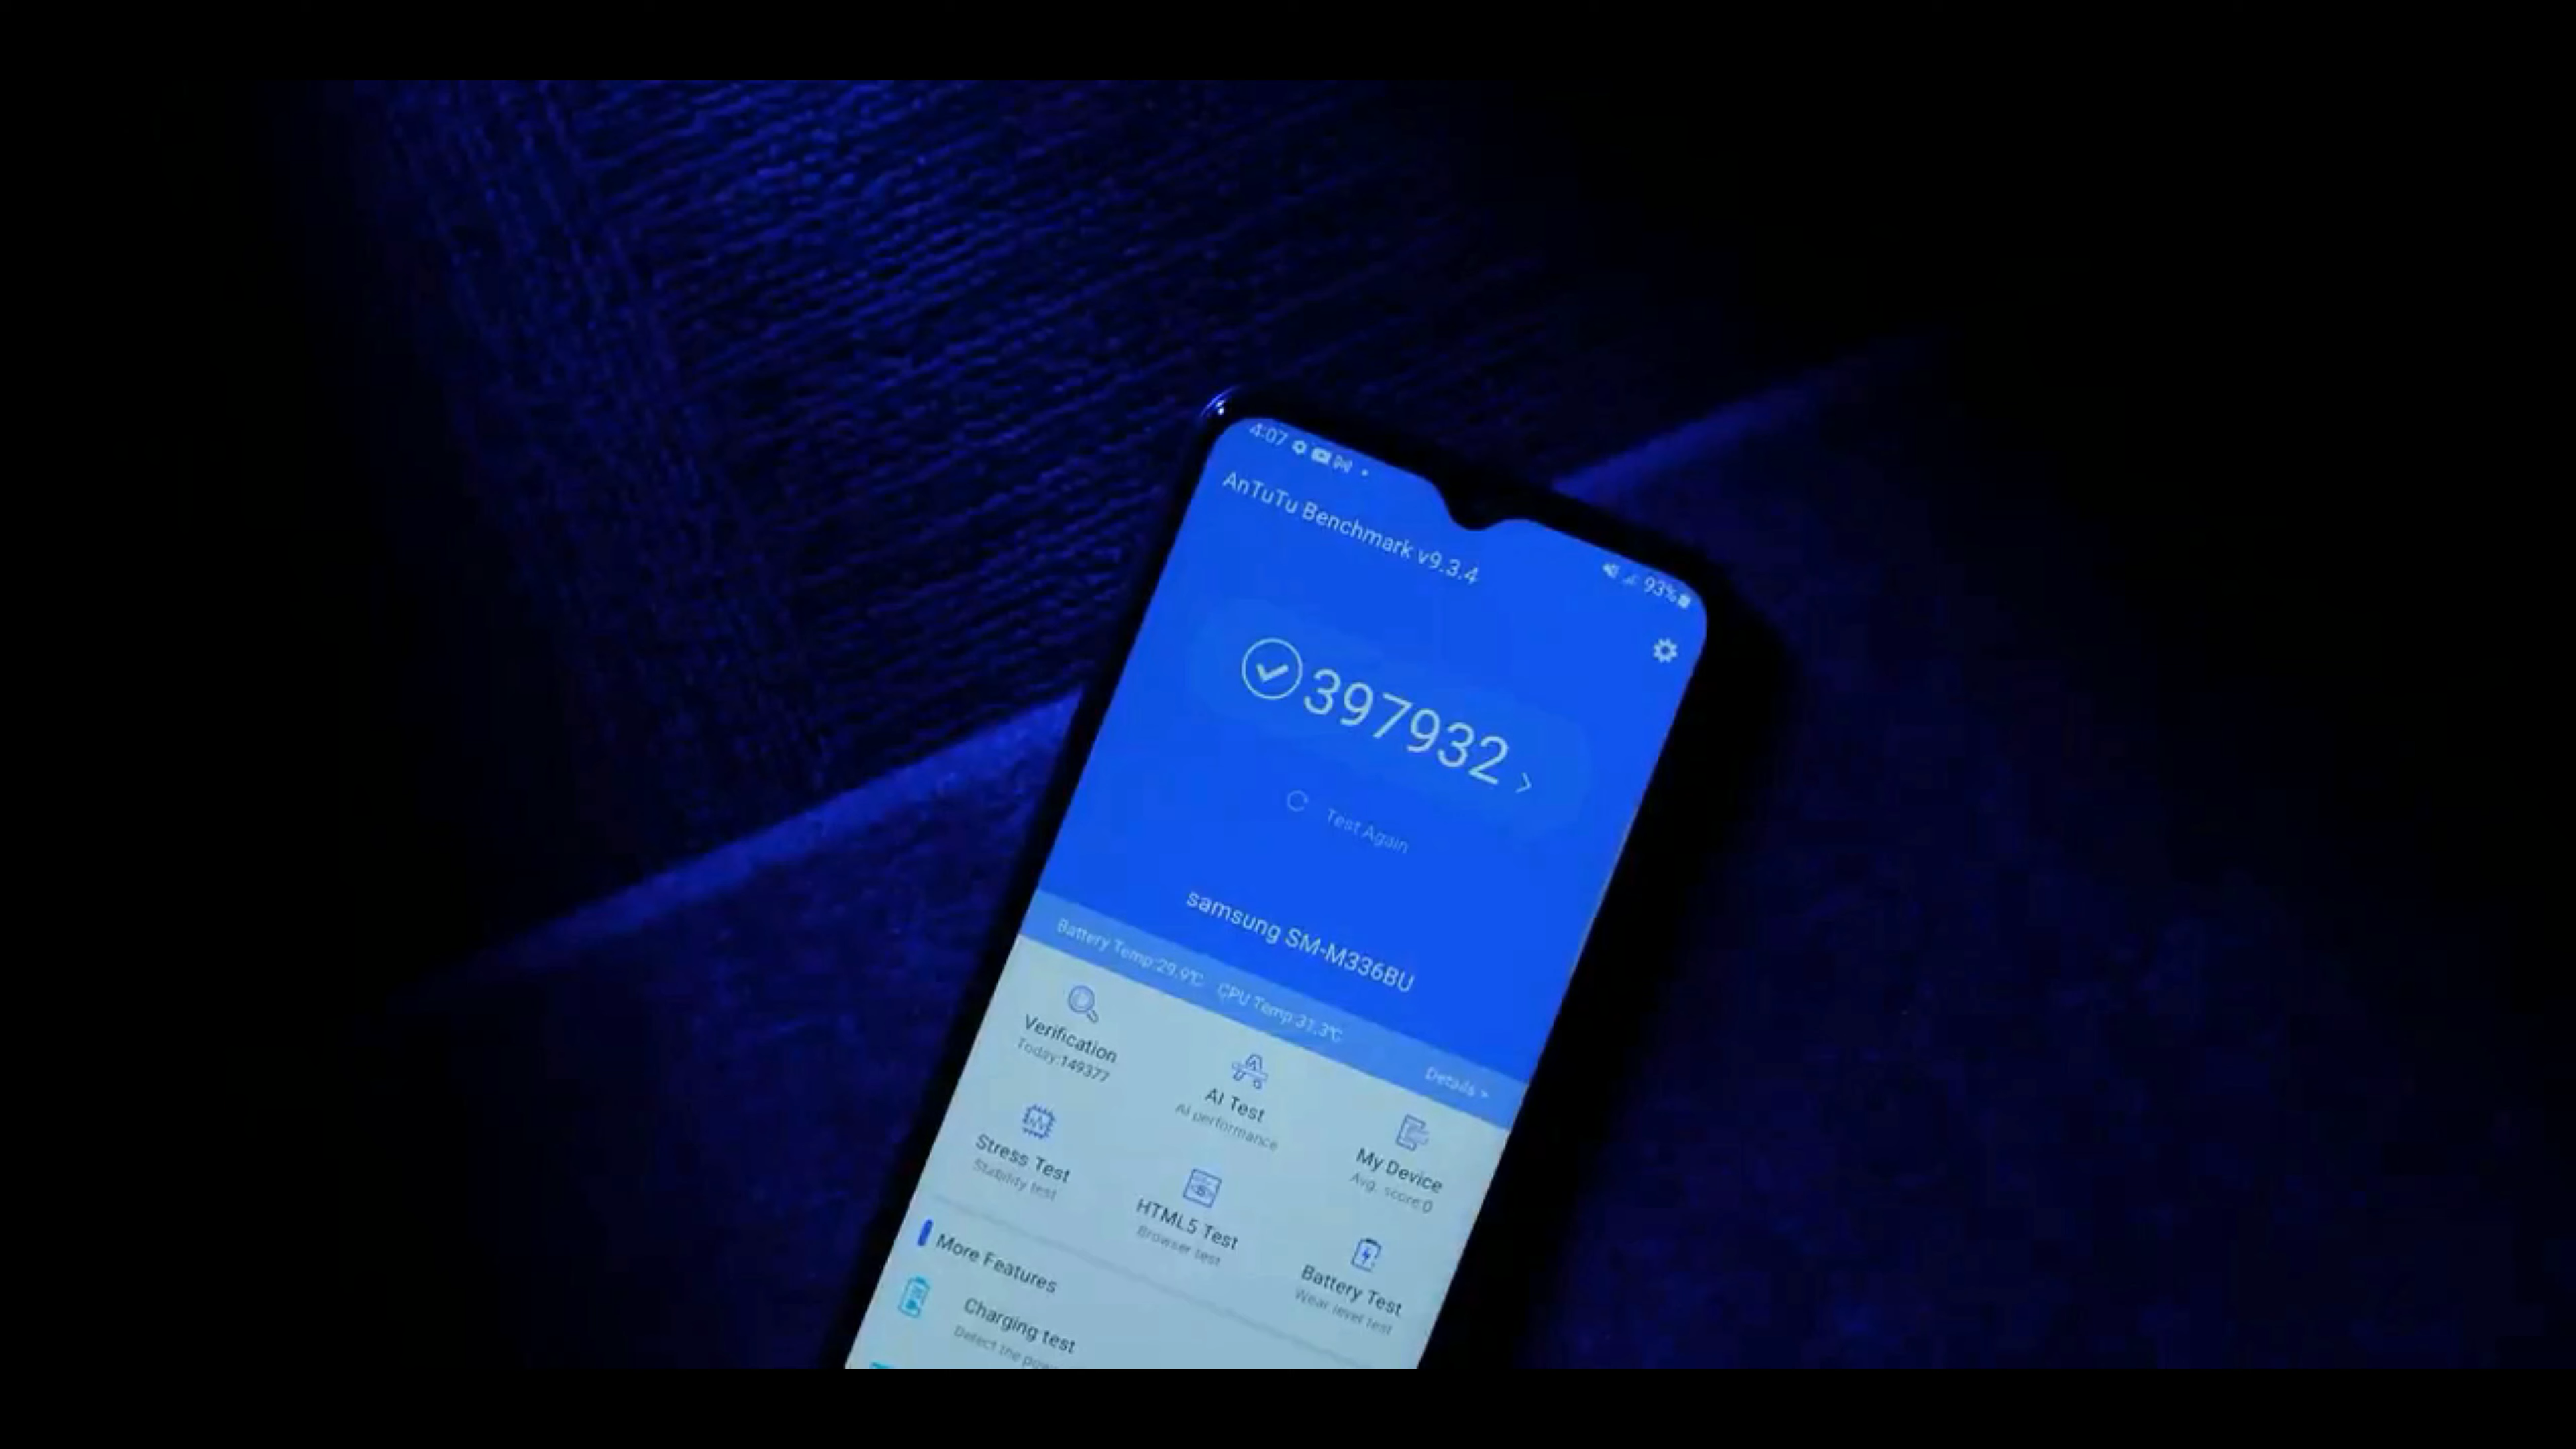 4:07
93%
AnTuTu Benchmark v9.3.4
397932
Test Again
samsung SM-M336BU
Battery Temp:29.9℃ CPU Temp:31.3℃ Details >
Verification
Today:149377
AI Test
AI performance
My Device
Avg. score:0
Stress Test
Stability test
HTML5 Test
Browser test
Battery Test
Wear level test
More Features
Charging test
Detect the